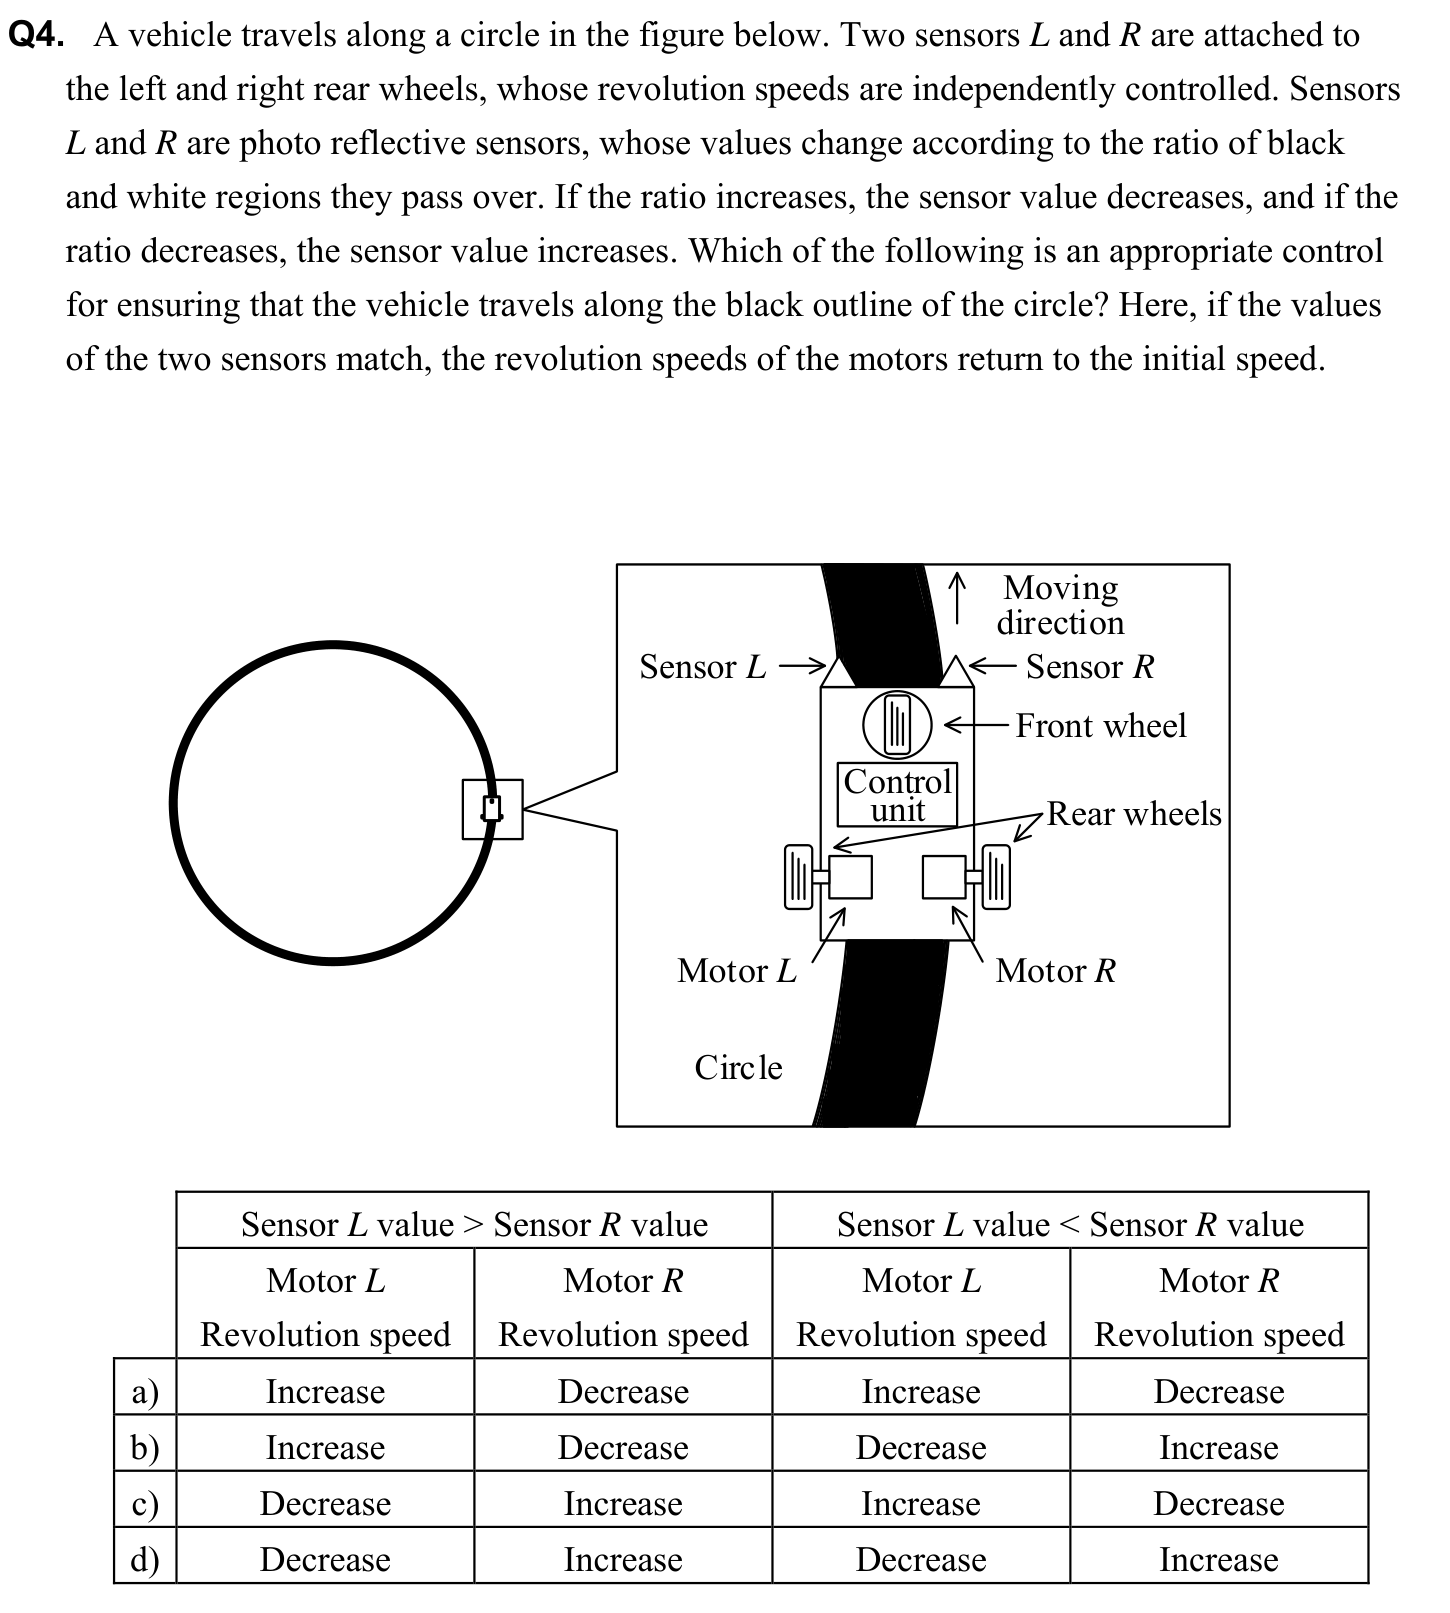 Q4. A vehicle travels along a circle in the figure below. Two sensors L and R are attached to
the left and right rear wheels, whose revolution speeds are independently controlled. Sensors
L and R are photo reflective sensors, whose values change according to the ratio of black
and white regions they pass over. If the ratio increases, the sensor value decreases, and if the
ratio decreases, the sensor value increases. Which of the following is an appropriate control
for ensuring that the vehicle travels along the black outline of the circle? Here, if the values
of the two sensors match, the revolution speeds of the motors return to the initial speed.
Moving
direction
Sensor L
Sensor R
Front wheel
Control
unit
Rear wheels
Motor L
Motor R
Circle
Sensor L value > Sensor R value Sensor L value < Sensor R value
Motor L Motor R Motor L Motor R
Revolution speed Revolution speed Revolution speed Revolution speed
a) Increase Decrease Increase Decrease
b) Increase Decrease Decrease Increase
c) Decrease Increase Increase Decrease
d) Decrease Increase Decrease Increase